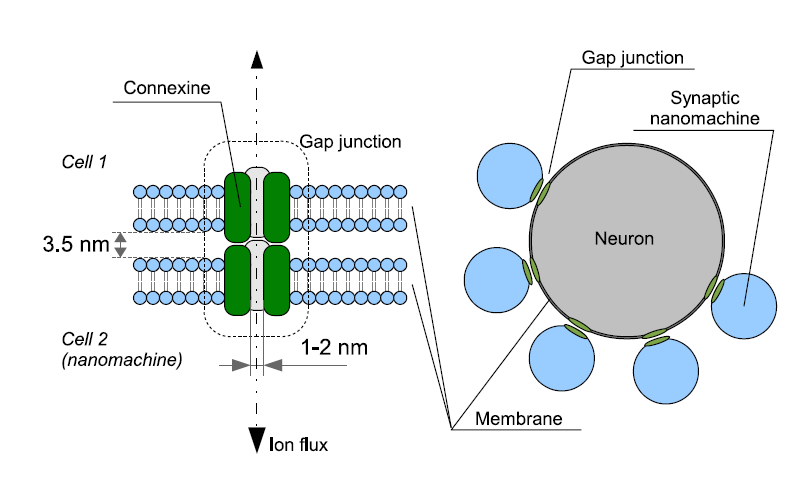 Connexine
Gap junction
Cell 1
3.5 nm
Cell 2
(nanomachine)
1-2 nm
Ion flux
Gap junction
Synaptic
nanomachine
Neuron
Membrane